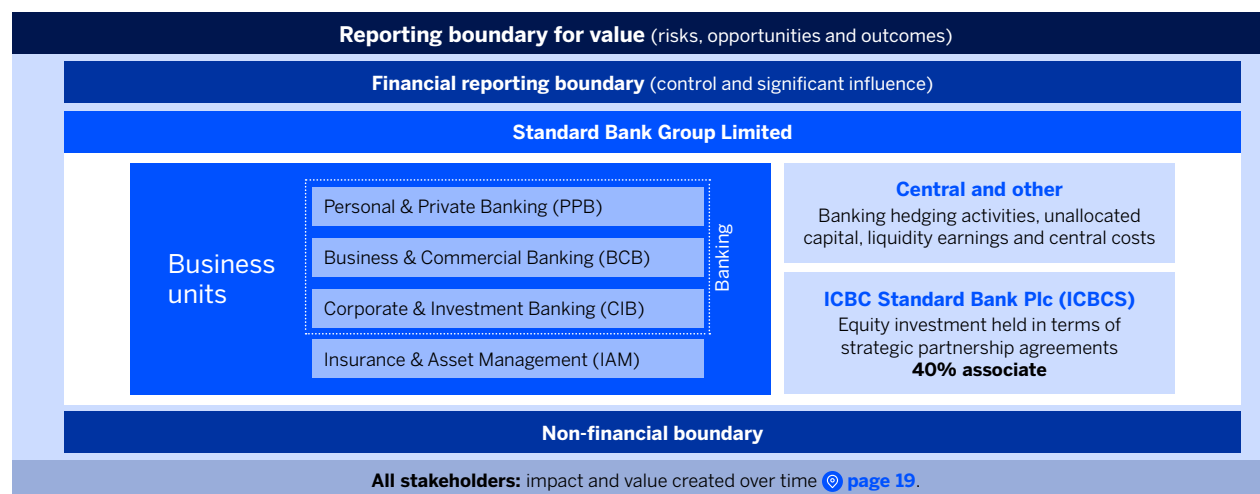 Reporting boundary for value (risks, opportunities and outcomes)
Financial reporting boundary (control and significant influence)
Standard Bank Group Limited
Business
units
Personal & Private Banking (PPB)
Business & Commercial Banking (BCB)
Corporate & Investment Banking (CIB)
Insurance & Asset Management (IAM)
Banking
Central and other
Banking hedging activities, unallocated
capital, liquidity earnings and central costs
ICBC Standard Bank Plc (ICBCS)
Equity investment held in terms of
strategic partnership agreements
40% associate
Non-financial boundary
All stakeholders: impact and value created over time page 19.